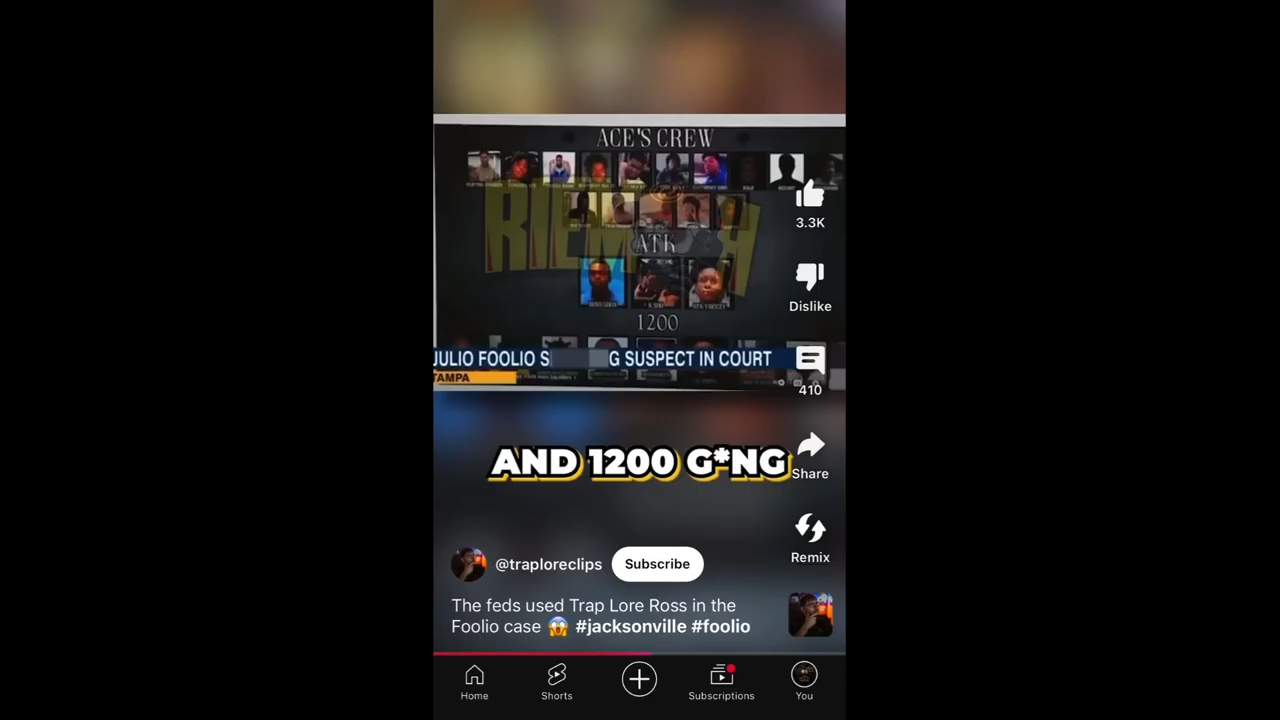 ACE'S CREW
ATK
1200
JULIO FOOLIO S G SUSPECT IN COURT
TAMPA
3.3K
Dislike
410
AND 1200 G*NG
Share
Remix
@traploreclips
Subscribe
The feds used Trap Lore Ross in the
Foolio case 😱 #jacksonville #foolio
Home
Shorts
Subscriptions
You